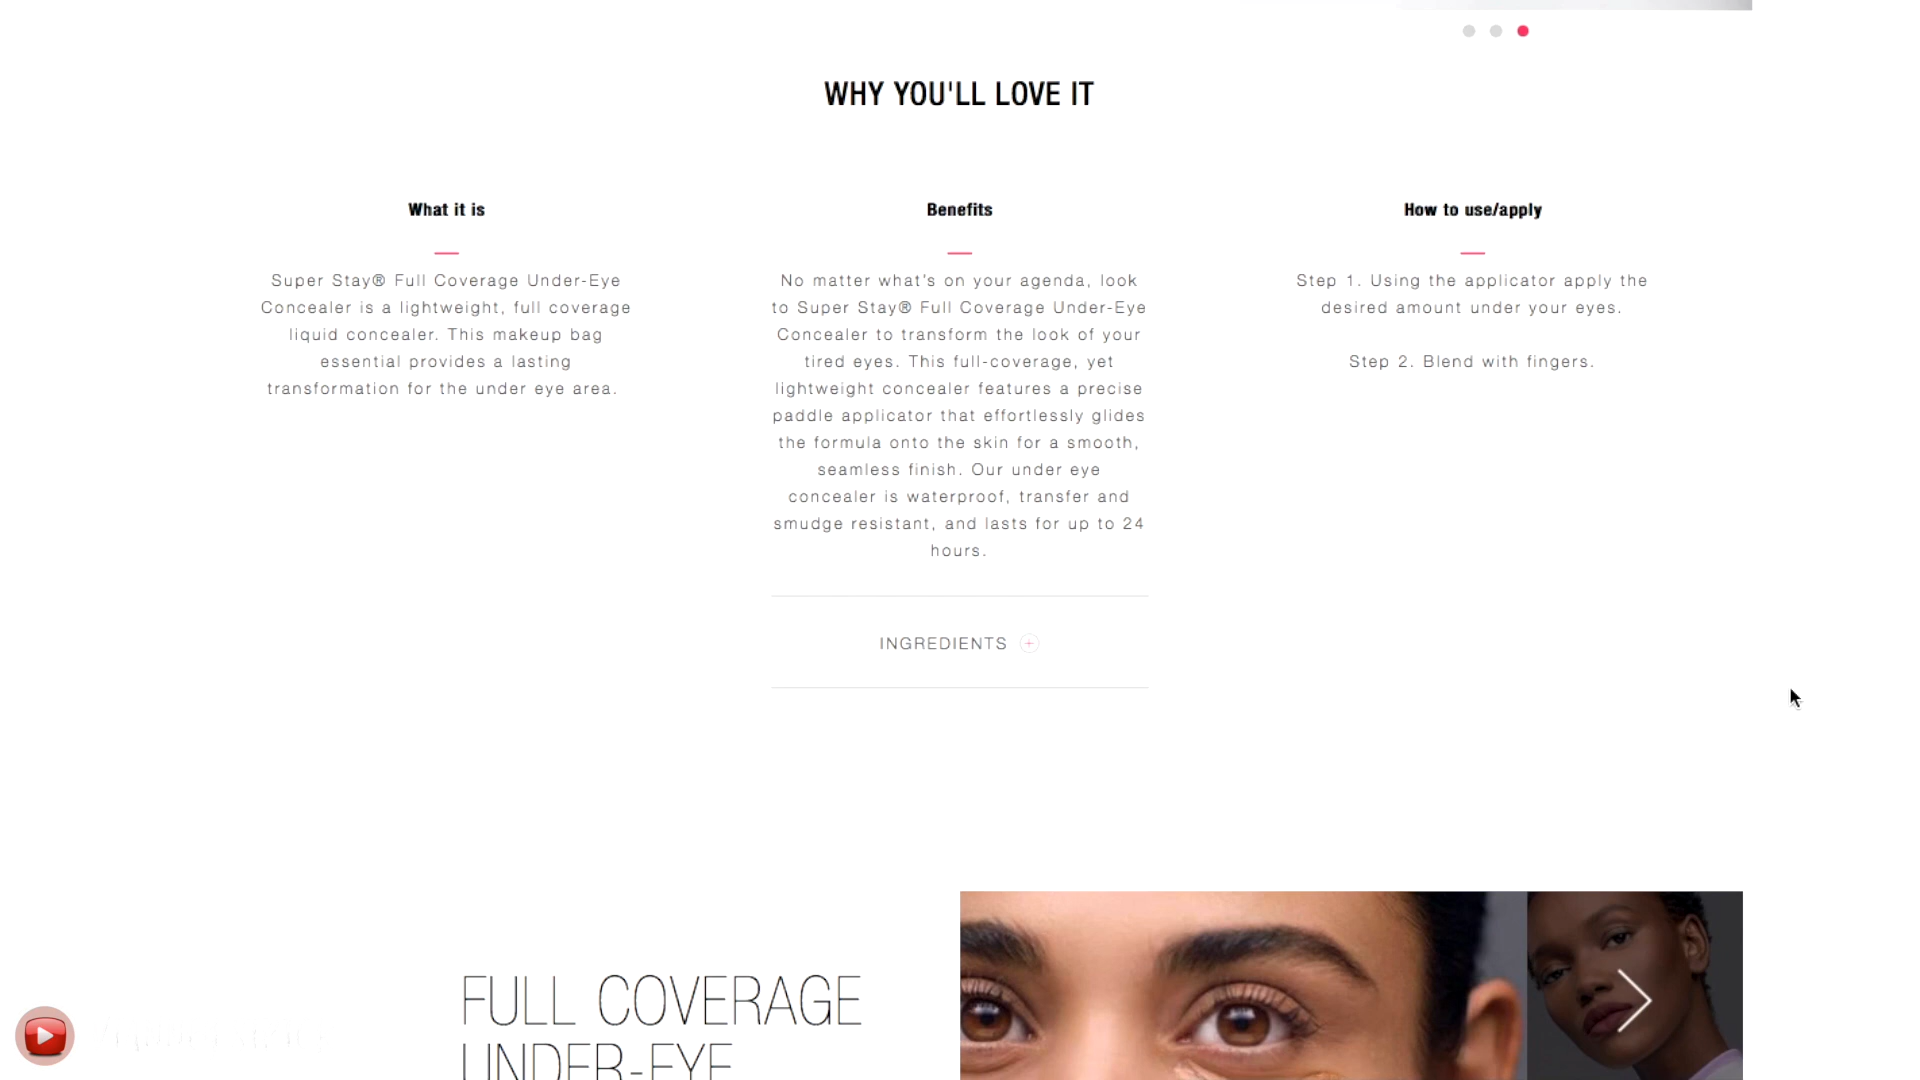 WHY YOU'LL LOVE IT
What it is
Super Stay® Full Coverage Under-Eye
Concealer is a lightweight, full coverage
liquid concealer. This makeup bag
essential provides a lasting
transformation for the under eye area.
Benefits
No matter what's on your agenda, look
to Super Stay® Full Coverage Under-Eye
Concealer to transform the look of your
tired eyes. This full-coverage, yet
lightweight concealer features a precise
paddle applicator that effortlessly glides
the formula onto the skin for a smooth,
seamless finish. Our under eye
concealer is waterproof, transfer and
smudge resistant, and lasts for up to 24
hours.
INGREDIENTS
How to use/apply
Step 1. Using the applicator apply the
desired amount under your eyes.
Step 2. Blend with fingers.
FULL COVERAGE
UNDER-EYE